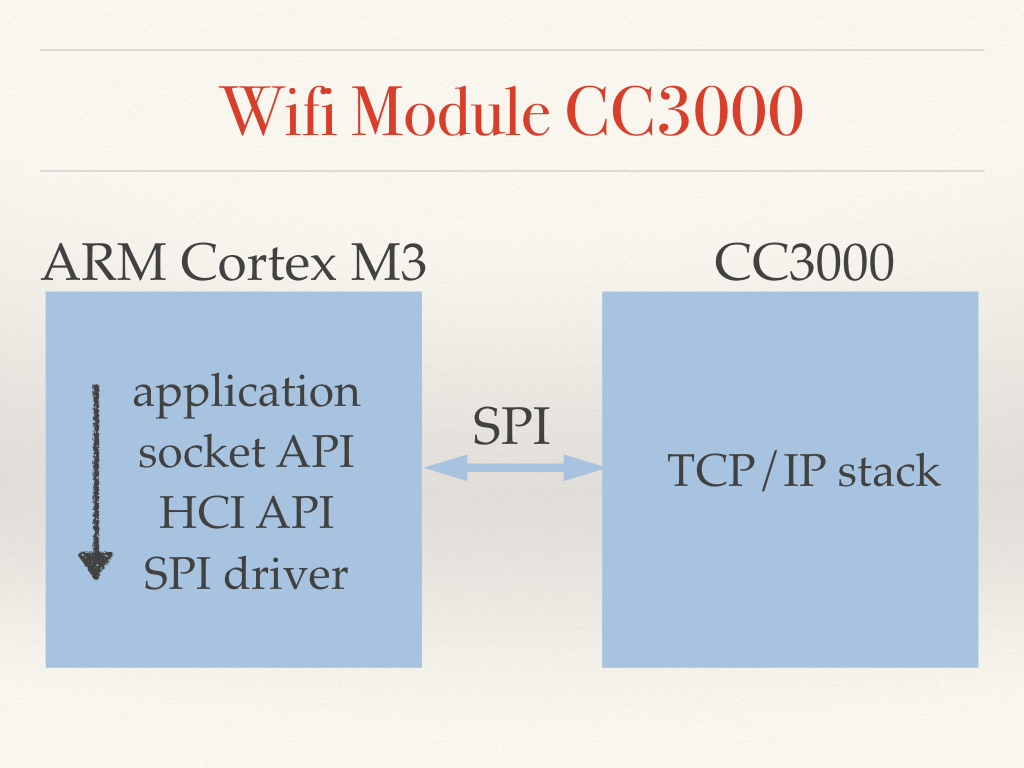 Wifi Module CC3000
ARM Cortex M3
CC3000
application
socket API
HCI API
SPI driver
SPI
TCP/IP stack